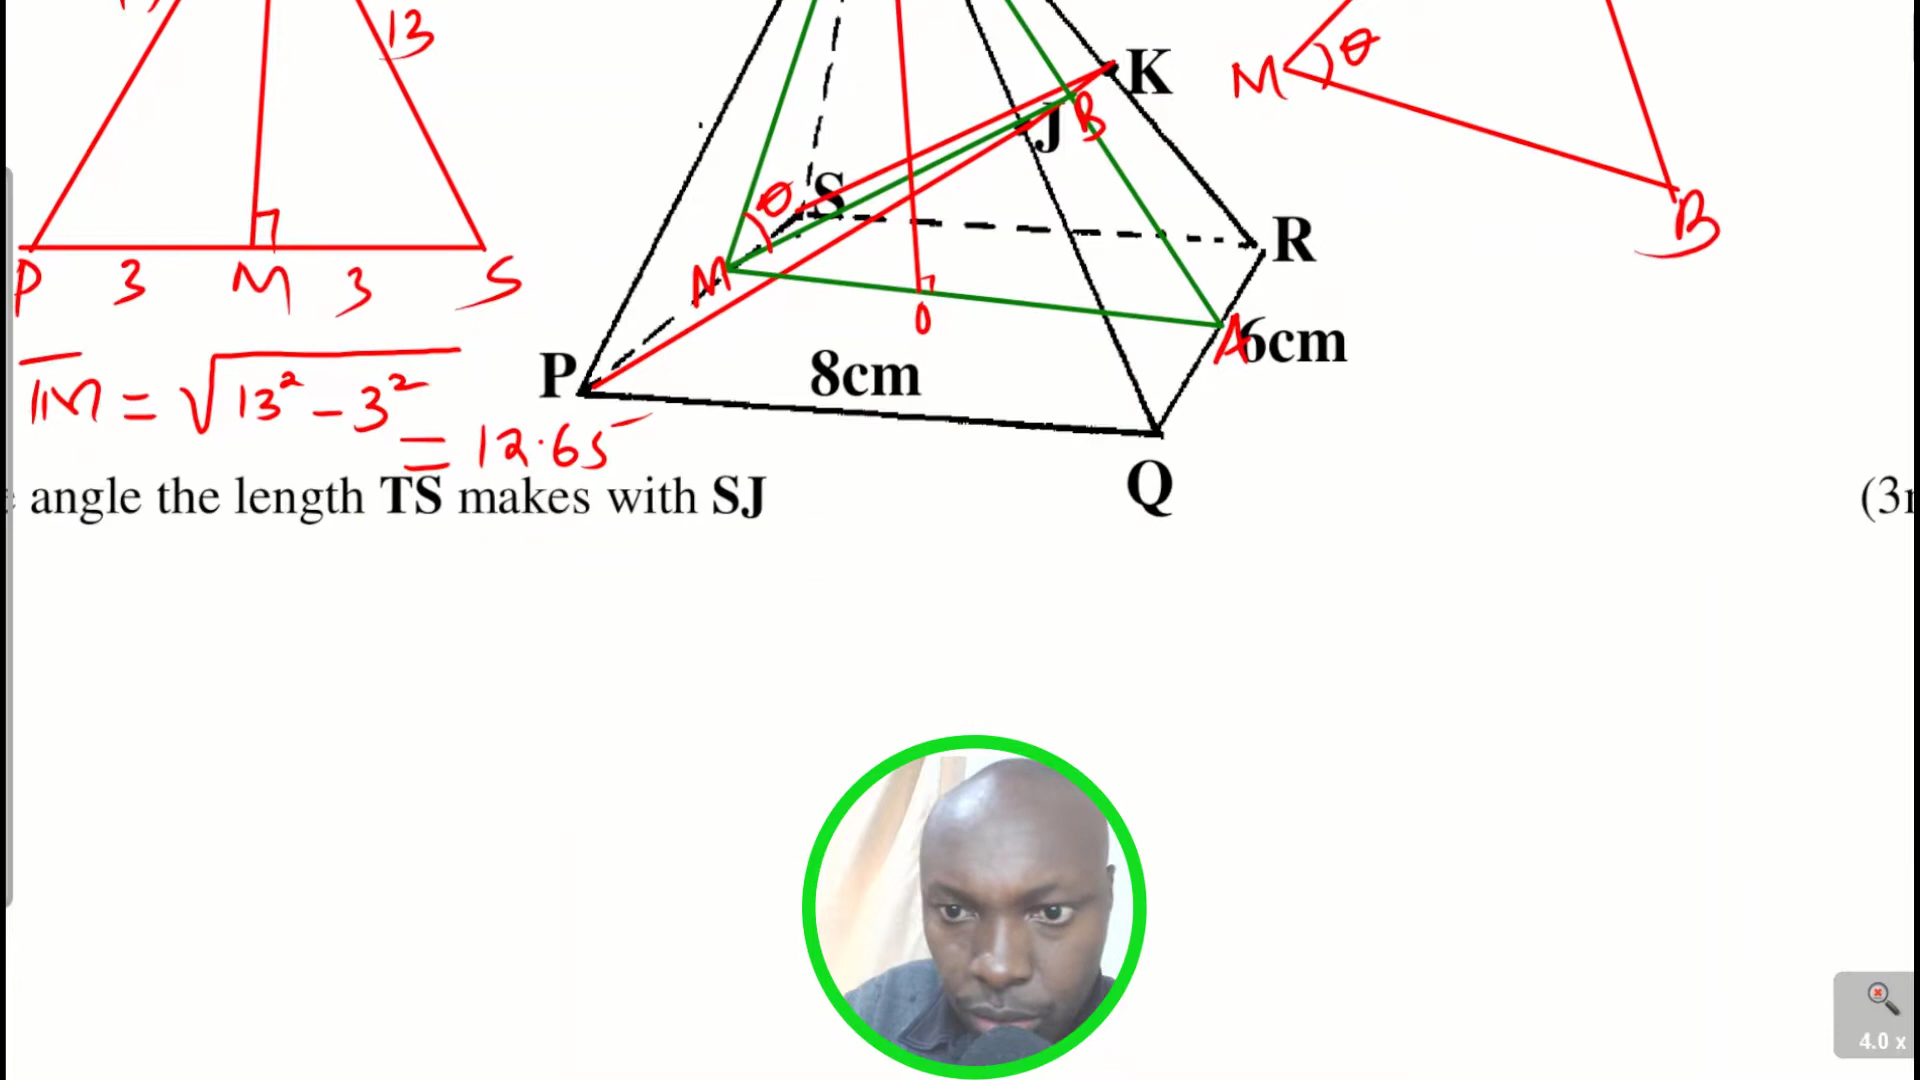 13
K
θ
M
J
B
S
θ
R
B
M
P 3 M 3 S
O
A
6cm
P
8cm
TM = √13² - 3²
= 12.65
Q
angle the length TS makes with SJ
(3
4.0 x